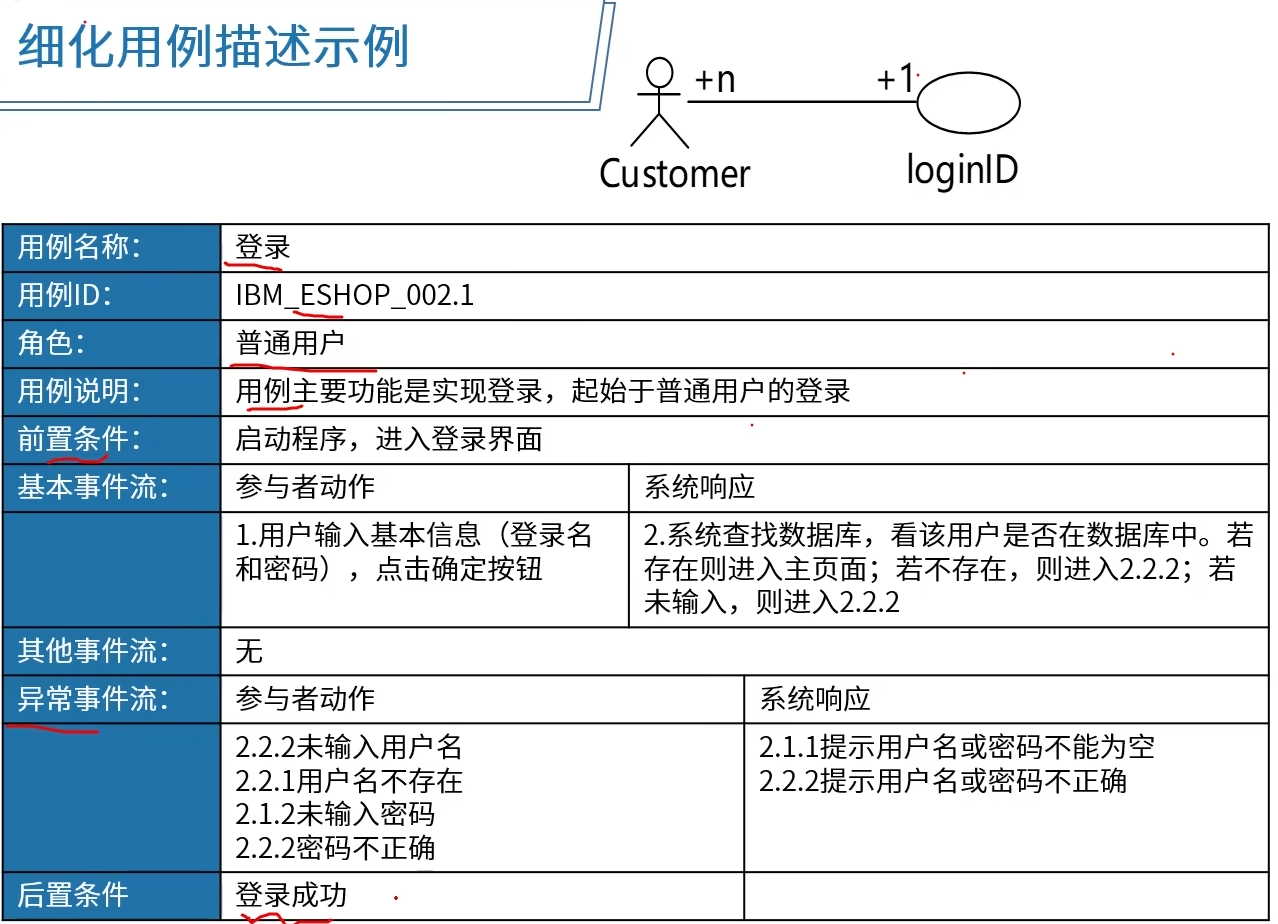 细化用例描述示例
+n
+1
Customer
loginID
用例名称：
登录
用例ID：
IBM_ESHOP_002.1
角色：
普通用户
用例说明：
用例主要功能是实现登录，起始于普通用户的登录
前置条件：
启动程序，进入登录界面
基本事件流：
参与者动作
系统响应
1.用户输入基本信息（登录名
和密码），点击确定按钮
2.系统查找数据库，看该用户是否在数据库中。若
存在则进入主页面；若不存在，则进入2.2.2；若
未输入，则进入2.2.2
其他事件流：
无
异常事件流：
参与者动作
系统响应
2.2.2未输入用户名
2.2.1用户名不存在
2.1.2未输入密码
2.2.2密码不正确
2.1.1提示用户名或密码不能为空
2.2.2提示用户名或密码不正确
后置条件
登录成功